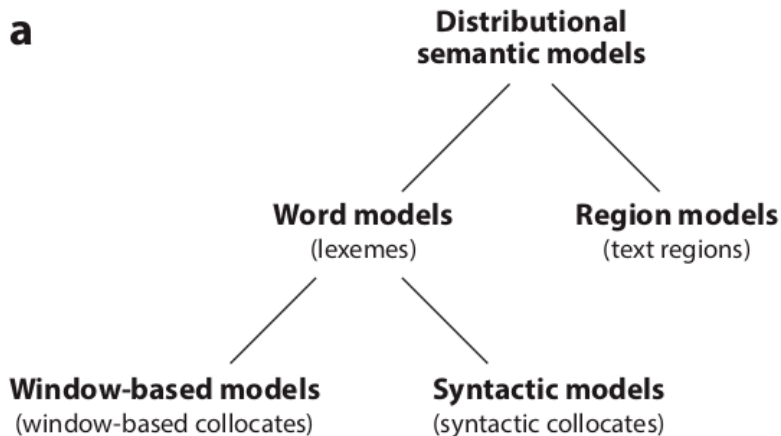 a
Distributional
semantic models
Word models
(lexemes)
Region models
(text regions)
Window-based models
(window-based collocates)
Syntactic models
(syntactic collocates)